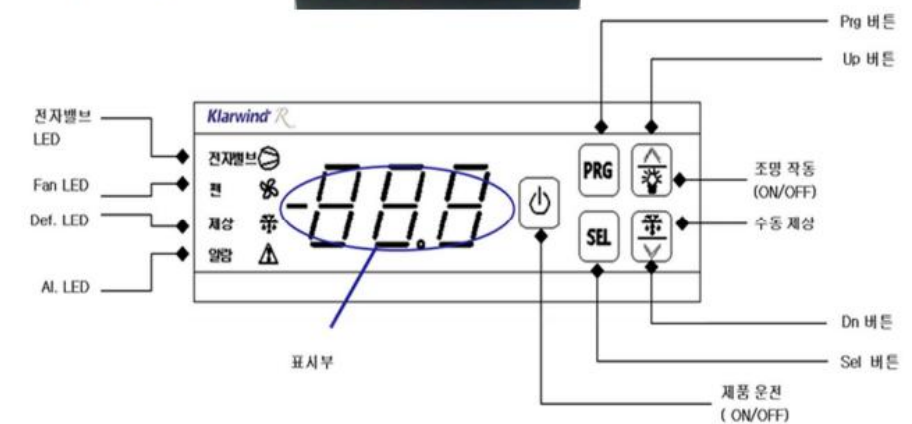 Prg 버튼
Up 버튼
전자밸브
LED
Klarwind R
전자밸브
PRG
조명 작동
(ON/OFF)
Fan LED
팬
Def. LED
제상
SEL
수동 제상
알람
Al. LED
Dn 버튼
표시부
Sel 버튼
제품 운전
( ON/OFF)